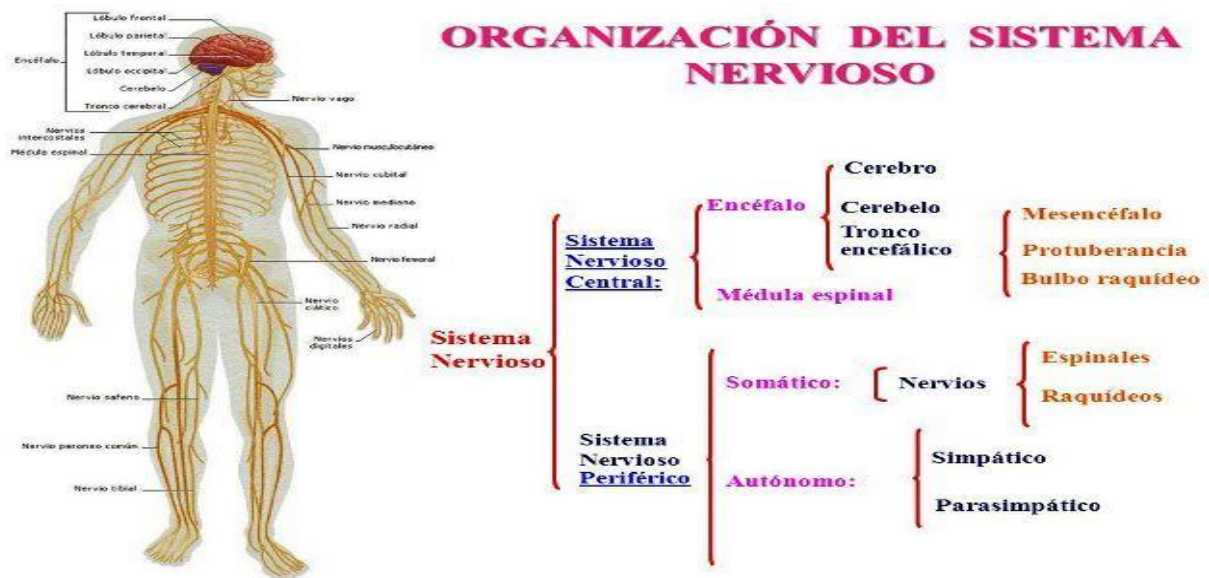 ORGANIZACIÓN DEL SISTEMA
NERVIOSO
Encéfalo
Lóbulo frontal
Lóbulo parietal
Lóbulo temporal
Lóbulo occipital
Cerebelo
Tronco cerebral
Nervio vago
Nervios
intercostales
Médula espinal
Nervio musculocutáneo
Nervio cubital
Nervio mediano
Nervio radial
Nervio femoral
Nervio
ciático
Nervios
digitales
Nervio safeno
Nervio peroneo común
Nervio tibial
Sistema
Nervioso
Sistema
Nervioso
Central:
Encéfalo
Cerebro
Cerebelo
Tronco
encefálico
Mesencéfalo
Protuberancia
Bulbo raquídeo
Médula espinal
Sistema
Nervioso
Periférico
Somático:
Nervios
Espinales
Raquídeos
Autónomo:
Simpático
Parasimpático